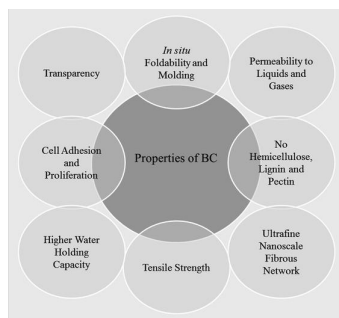 In situ
Foldability and
Molding
Transparency
Permeability to
Liquids and
Gases
Cell Adhesion
and
Proliferation
Properties of BC
No
Hemicellulose,
Lignin and
Pectin
Higher Water
Holding
Capacity
Tensile Strength
Ultrafine
Nanoscale
Fibrous
Network